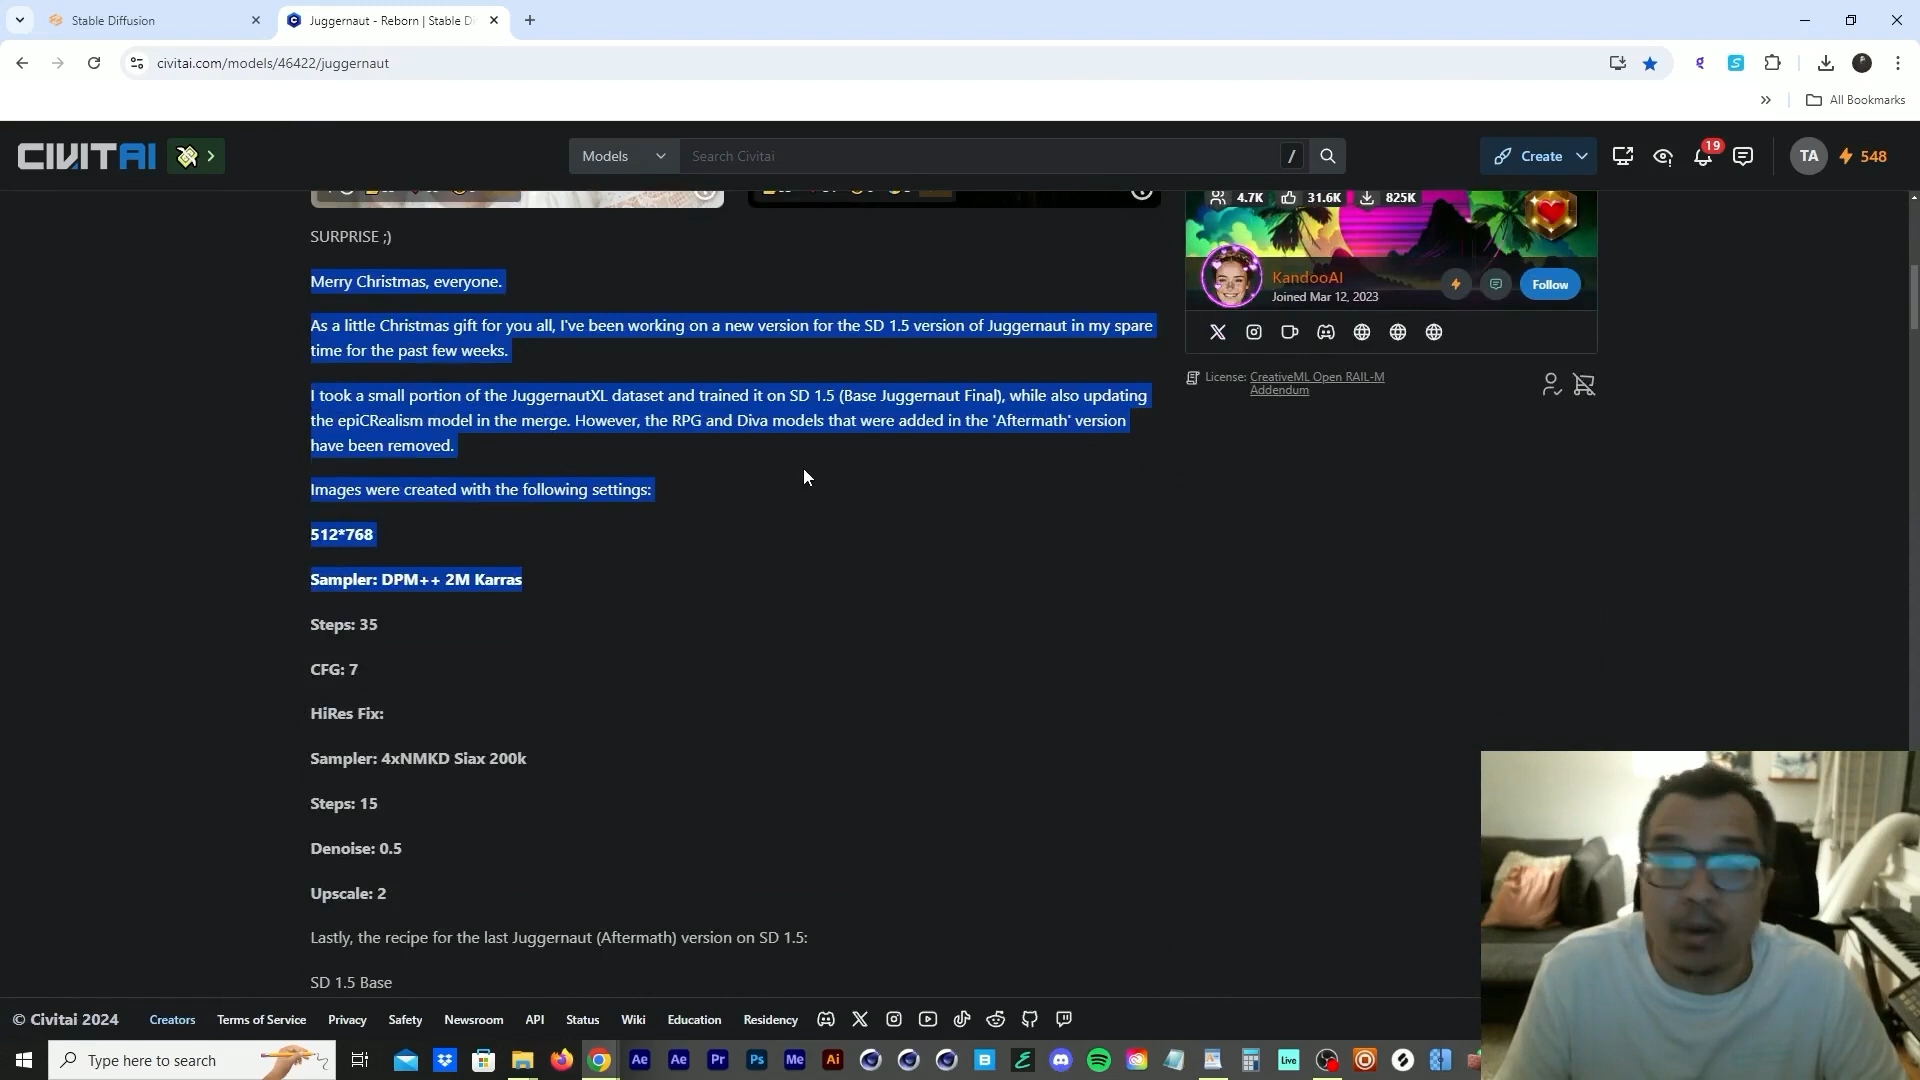 Stable Diffusion
Juggernaut - Reborn | Stable Di
civitai.com/models/46422/juggernaut
All Bookmarks
CIVITAI
Models
Search Civitai
/
Create
19
TA
548
4.7K
31.6K
825K
SURPRISE ;)
Merry Christmas, everyone.
As a little Christmas gift for you all, I've been working on a new version for the SD 1.5 version of Juggernaut in my spare
time for the past few weeks.
I took a small portion of the JuggernautXL dataset and trained it on SD 1.5 (Base Juggernaut Final), while also updating
the epiCRealism model in the merge. However, the RPG and Diva models that were added in the 'Aftermath' version
have been removed.
Images were created with the following settings:
512*768
Sampler: DPM++ 2M Karras
Steps: 35
CFG: 7
HiRes Fix:
Sampler: 4xNMKD Siax 200k
Steps: 15
Denoise: 0.5
Upscale: 2
Lastly, the recipe for the last Juggernaut (Aftermath) version on SD 1.5:
SD 1.5 Base
KandooAI
Joined Mar 12, 2023
Follow
License: CreativeML Open RAIL-M
Addendum
© Civitai 2024
Creators
Terms of Service
Privacy
Safety
Newsroom
API
Status
Wiki
Education
Residency
Type here to search
Ae
Ae
Pr
Ps
Me
Ai
Live